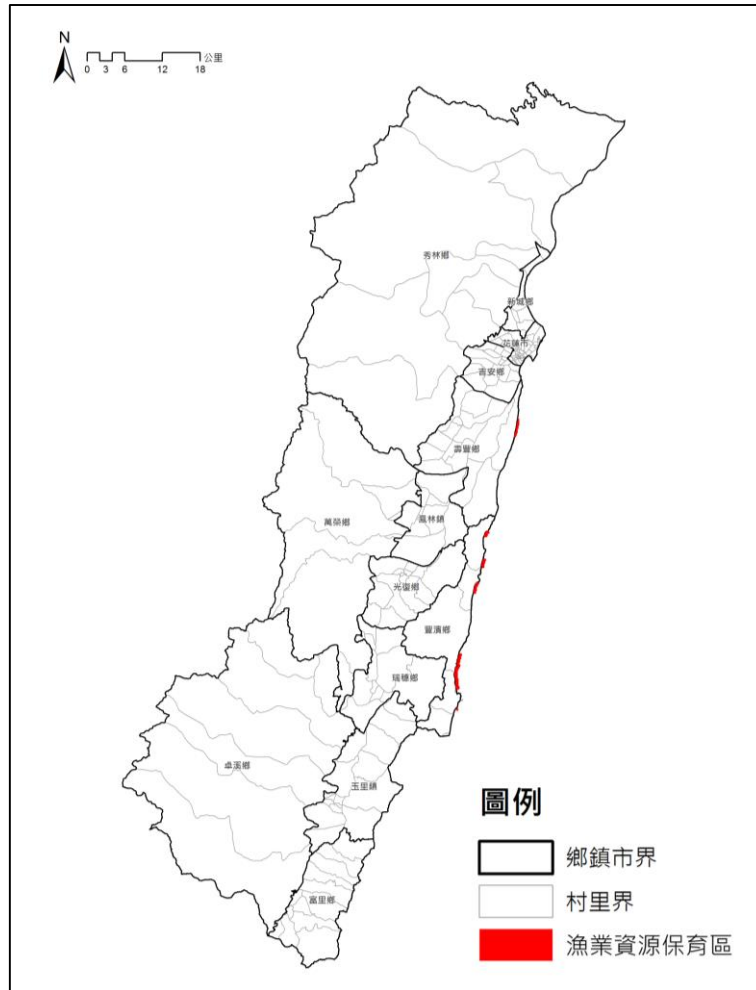 N
公里
0 3 6 12 18
秀林鄉
新城鄉
花蓮市
吉安鄉
壽豐鄉
鳳林鎮
萬榮鄉
光復鄉
豐濱鄉
瑞穗鄉
卓溪鄉
玉里鎮
富里鄉
圖例
鄉鎮市界
村里界
漁業資源保育區